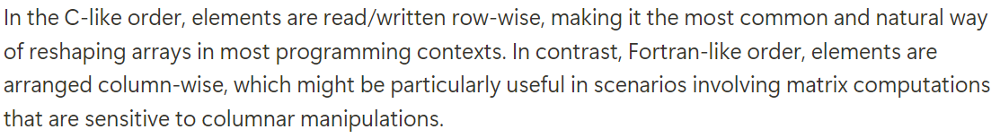 In the C-like order, elements are read/written row-wise, making it the most common and natural way
of reshaping arrays in most programming contexts. In contrast, Fortran-like order, elements are
arranged column-wise, which might be particularly useful in scenarios involving matrix computations
that are sensitive to columnar manipulations.